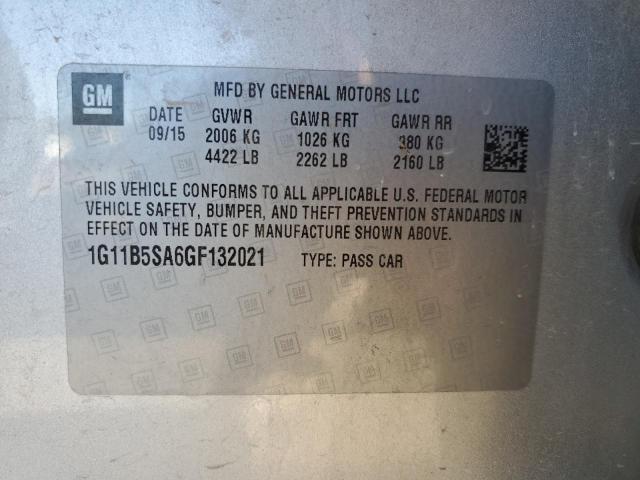 GM
MFD BY GENERAL MOTORS LLC
DATE GVWR GAWR FRT GAWR RR
09/15 2006 KG 1026 KG 980 KG
4422 LB 2262 LB 2160 LB
THIS VEHICLE CONFORMS TO ALL APPLICABLE U.S. FEDERAL MOTOR
VEHICLE SAFETY, BUMPER, AND THEFT PREVENTION STANDARDS IN
EFFECT ON THE DATE OF MANUFACTURE SHOWN ABOVE.
1G11B5SA6GF132021 TYPE: PASS CAR